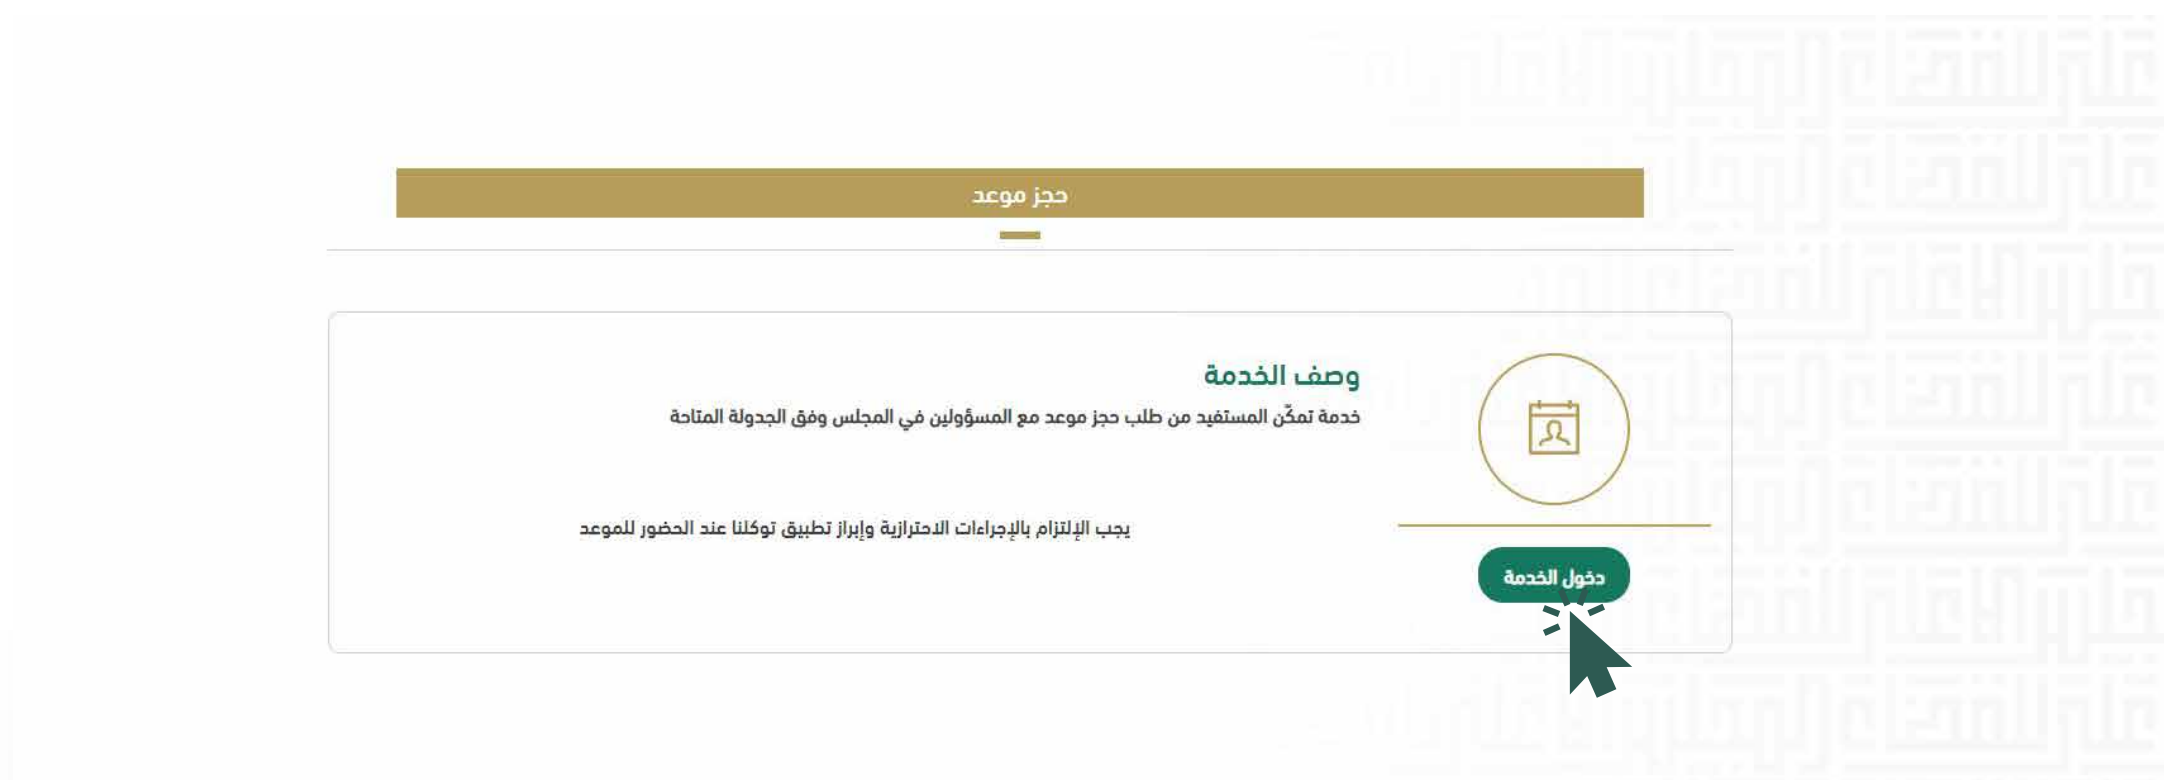 حجز موعد
وصف الخدمة
خدمة تمكّن المستفيد من طلب حجز موعد مع المسؤولين في المجلس وفق الجدولة المتاحة
يجب الإلتزام بالإجراءات الاحترازية وإبراز تطبيق توكلنا عند الحضور للموعد
دخول الخدمة